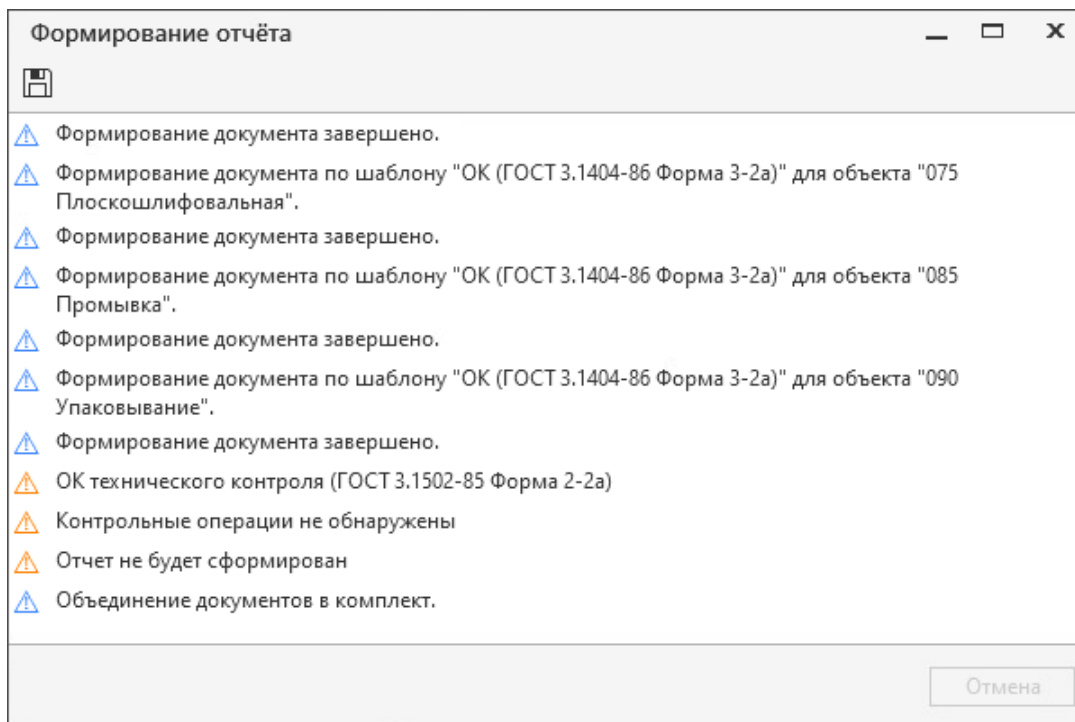 Формирование отчёта
Формирование документа завершено.
Формирование документа по шаблону "ОК (ГОСТ 3.1404-86 Форма 3-2а)" для объекта "075
Плоскошлифовальная".
Формирование документа завершено.
Формирование документа по шаблону "ОК (ГОСТ 3.1404-86 Форма 3-2а)" для объекта "085
Промывка".
Формирование документа завершено.
Формирование документа по шаблону "ОК (ГОСТ 3.1404-86 Форма 3-2а)" для объекта "090
Упаковывание".
Формирование документа завершено.
ОК технического контроля (ГОСТ 3.1502-85 Форма 2-2а)
Контрольные операции не обнаружены
Отчет не будет сформирован
Объединение документов в комплект.
Отмена